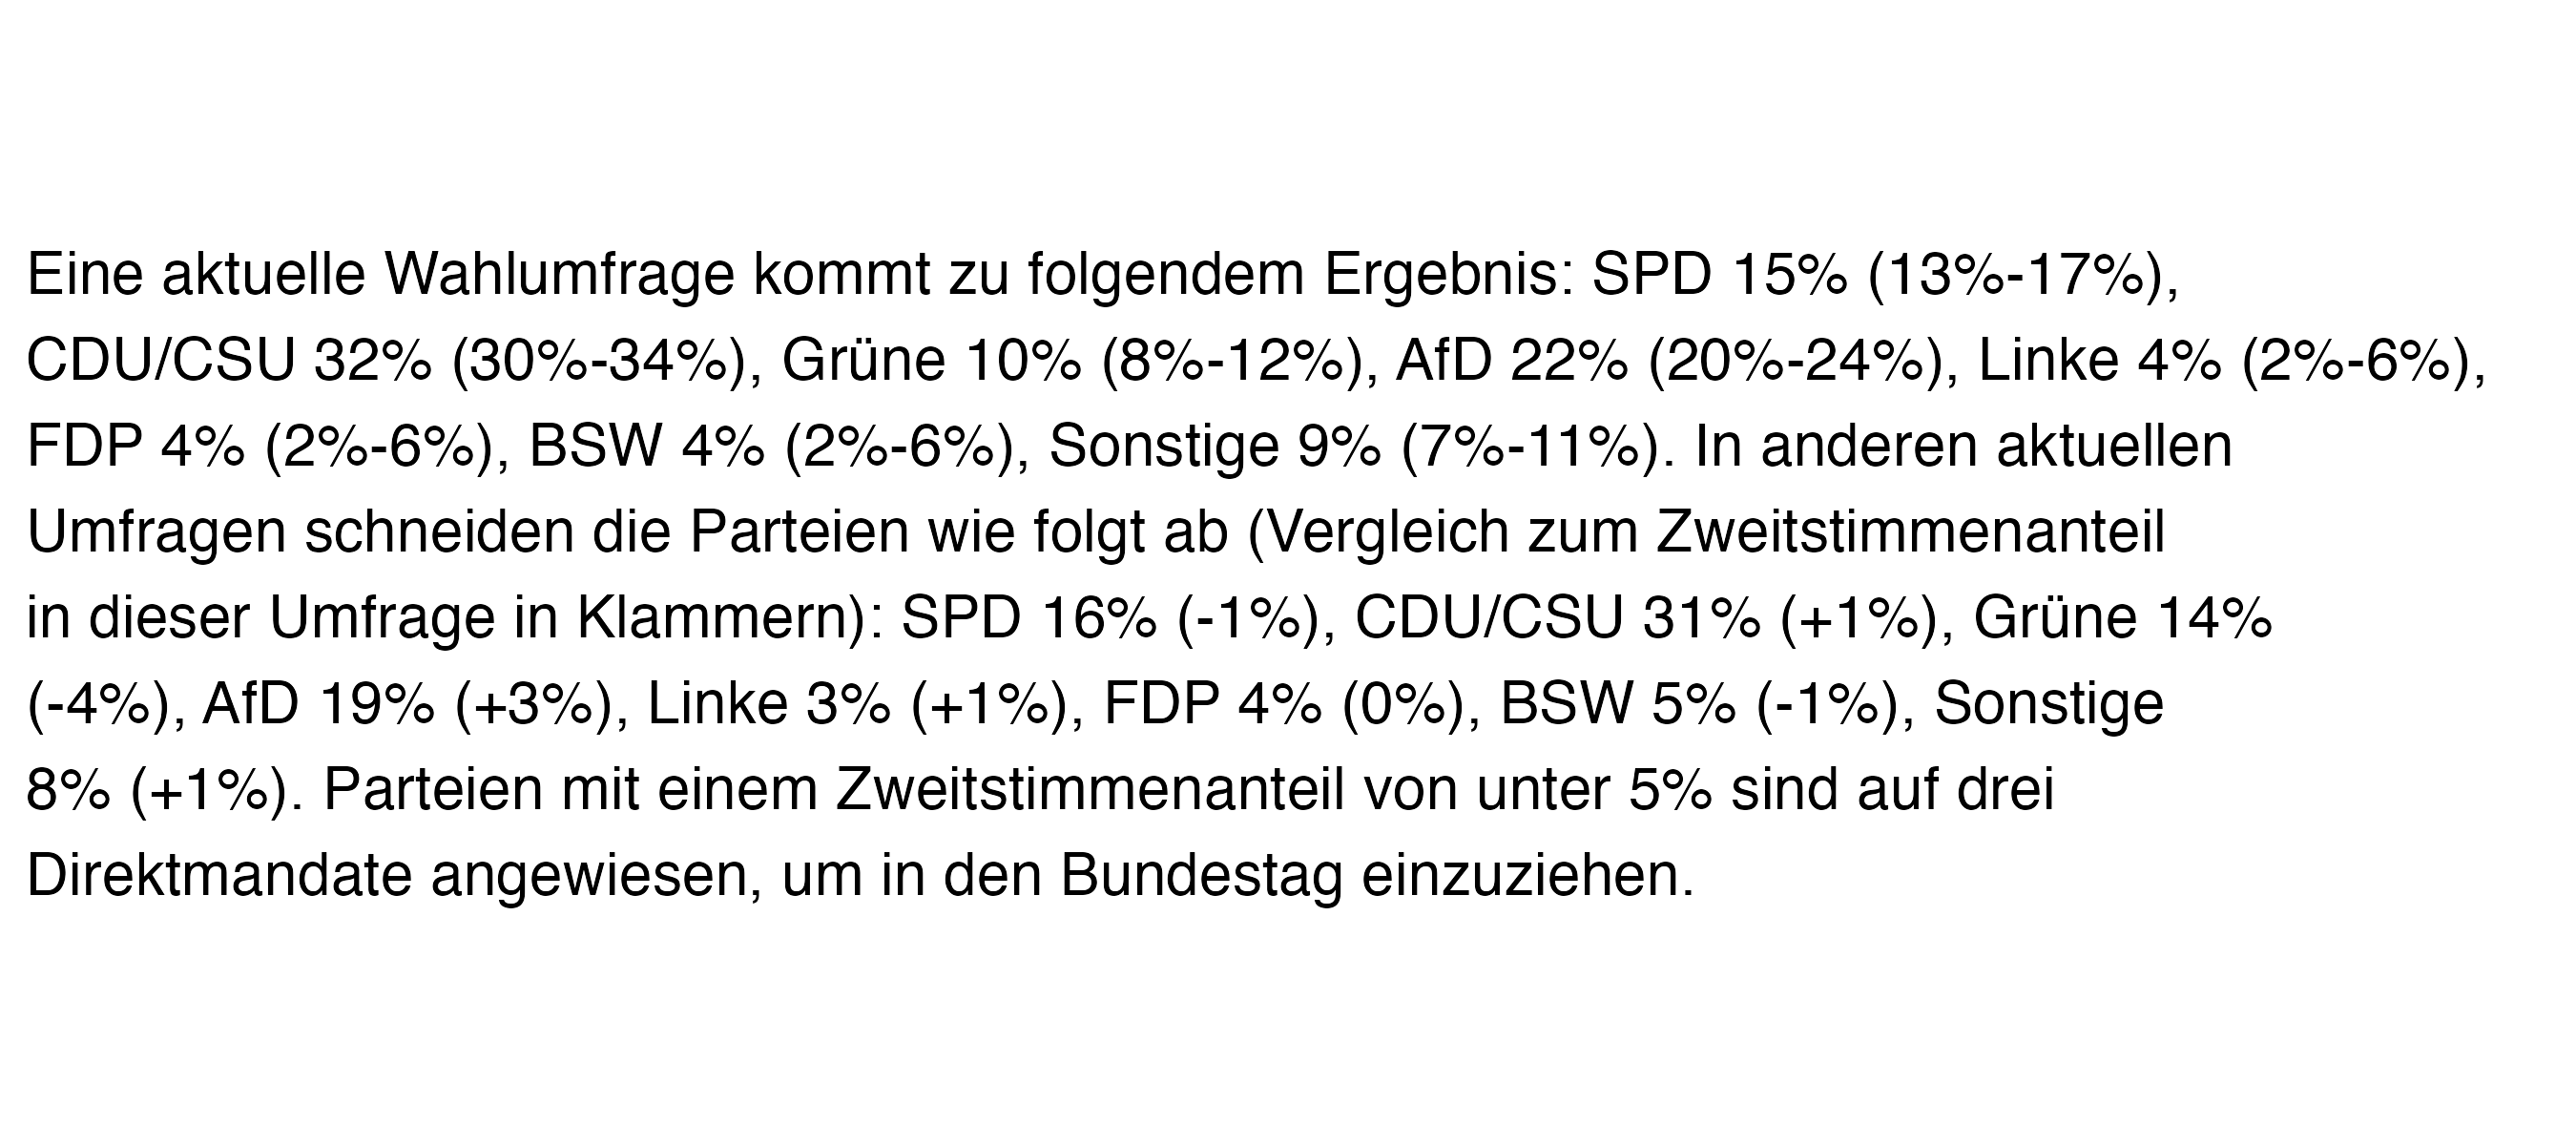 Eine aktuelle Wahlumfrage kommt zu folgendem Ergebnis: SPD 15% (13%-17%),
CDU/CSU 32% (30%-34%), Grüne 10% (8%-12%), AfD 22% (20%-24%), Linke 4% (2%-6%),
FDP 4% (2%-6%), BSW 4% (2%-6%), Sonstige 9% (7%-11%). In anderen aktuellen
Umfragen schneiden die Parteien wie folgt ab (Vergleich zum Zweitstimmenanteil
in dieser Umfrage in Klammern): SPD 16% (-1%), CDU/CSU 31% (+1%), Grüne 14%
(-4%), AfD 19% (+3%), Linke 3% (+1%), FDP 4% (0%), BSW 5% (-1%), Sonstige
8% (+1%). Parteien mit einem Zweitstimmenanteil von unter 5% sind auf drei
Direktmandate angewiesen, um in den Bundestag einzuziehen.